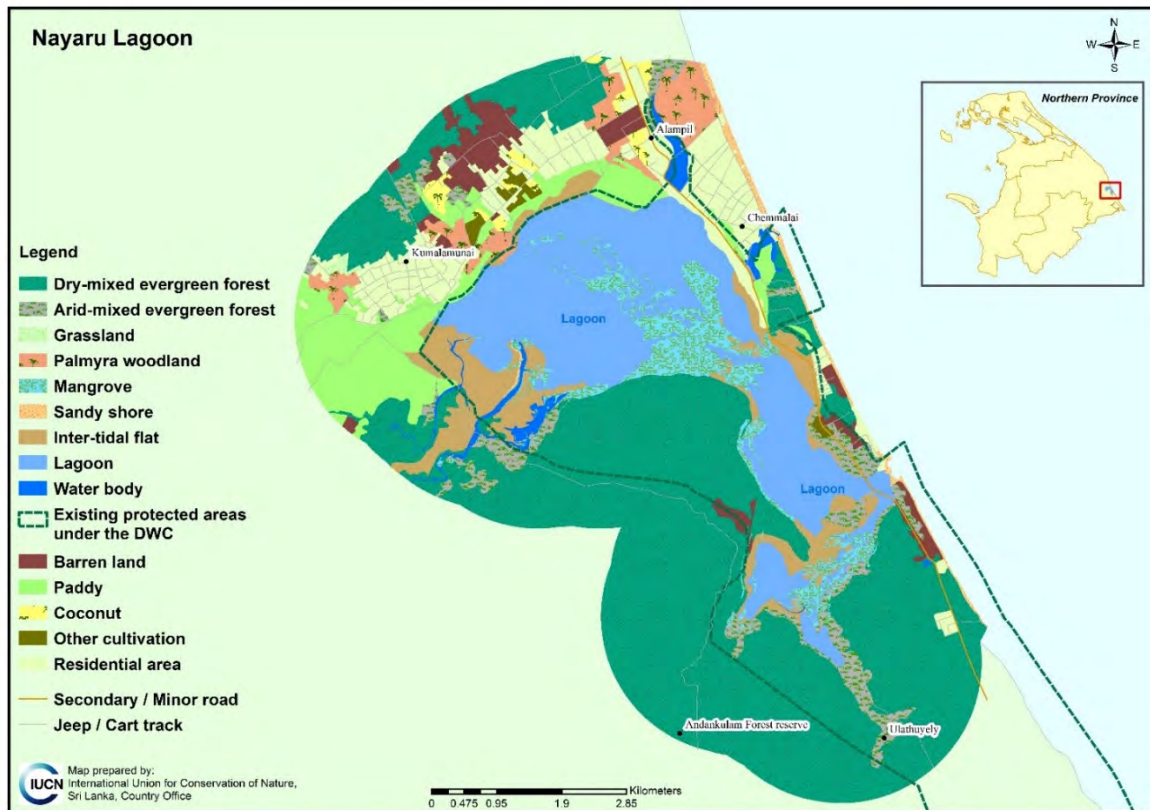 Nayaru Lagoon
N
W E
S
Northern Province
Alampil
Chemmalai
Kumalamunai
Lagoon
Lagoon
Andankulam Forest reserve
Ulathuvely
Legend
Dry-mixed evergreen forest
Arid-mixed evergreen forest
Grassland
Palmyra woodland
Mangrove
Sandy shore
Inter-tidal flat
Lagoon
Water body
Existing protected areas
under the DWC
Barren land
Paddy
Coconut
Other cultivation
Residential area
Secondary / Minor road
Jeep / Cart track
IUCN
Map prepared by:
International Union for Conservation of Nature,
Sri Lanka, Country Office
Kilometers
0 0.475 0.95 1.9 2.85